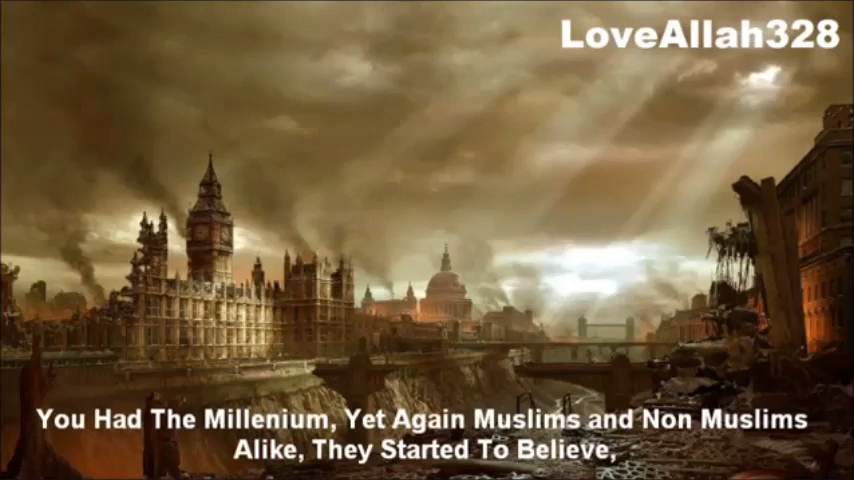 LoveAllah328
You Had The Millenium, Yet Again Muslims and Non Muslims
Alike, They Started To Believe,